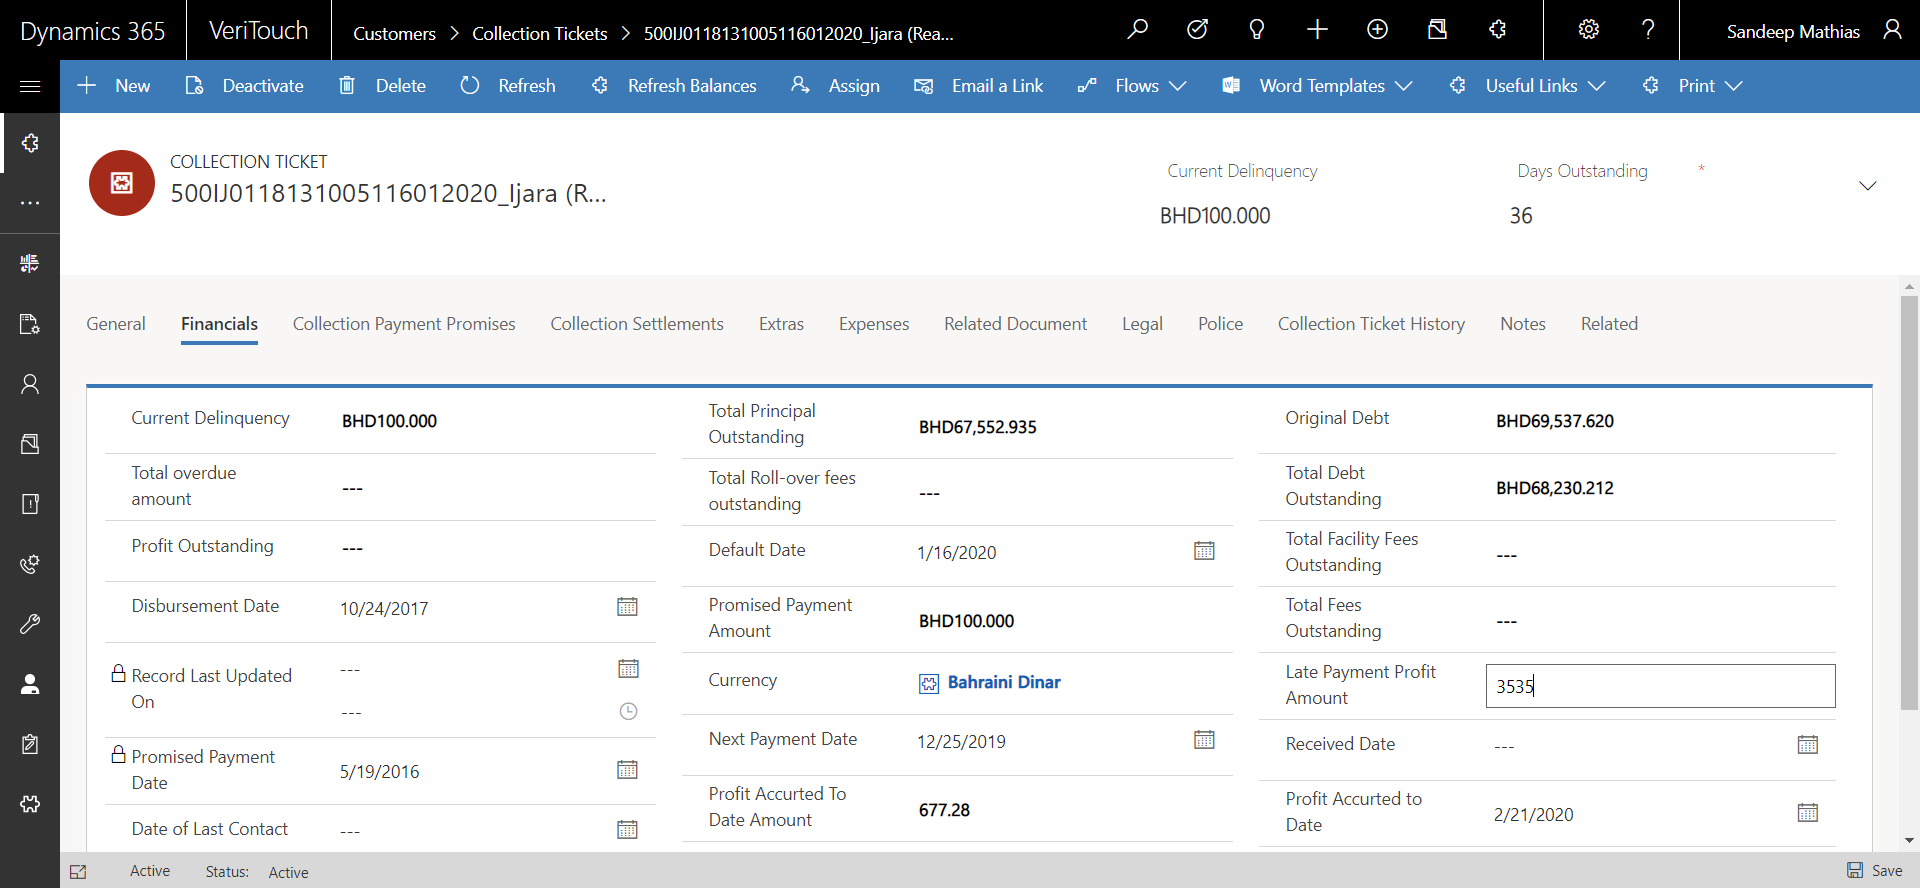 Dynamics 365
VeriTouch
Customers > Collection Tickets > 500IJ0118131005116012020_Ijara (Rea...
Sandeep Mathias
New
Deactivate
Delete
Refresh
Refresh Balances
Assign
Email a Link
Flows
Word Templates
Useful Links
Print
COLLECTION TICKET
500IJ0118131005116012020_Ijara (R...
Current Delinquency
BHD100.000
Days Outstanding *
36
General
Financials
Collection Payment Promises
Collection Settlements
Extras
Expenses
Related Document
Legal
Police
Collection Ticket History
Notes
Related
Current Delinquency
BHD100.000
Total overdue
amount
---
Profit Outstanding
---
Disbursement Date
10/24/2017
Record Last Updated
On
---
---
Promised Payment
Date
5/19/2016
Date of Last Contact
---
Total Principal
Outstanding
BHD67,552.935
Total Roll-over fees
outstanding
---
Default Date
1/16/2020
Promised Payment
Amount
BHD100.000
Currency
Bahraini Dinar
Next Payment Date
12/25/2019
Profit Accurted To
Date Amount
677.28
Original Debt
BHD69,537.620
Total Debt
Outstanding
BHD68,230.212
Total Facility Fees
Outstanding
---
Total Fees
Outstanding
---
Late Payment Profit
Amount
3535
Received Date
---
Profit Accurted to
Date
2/21/2020
Active
Status: Active
Save